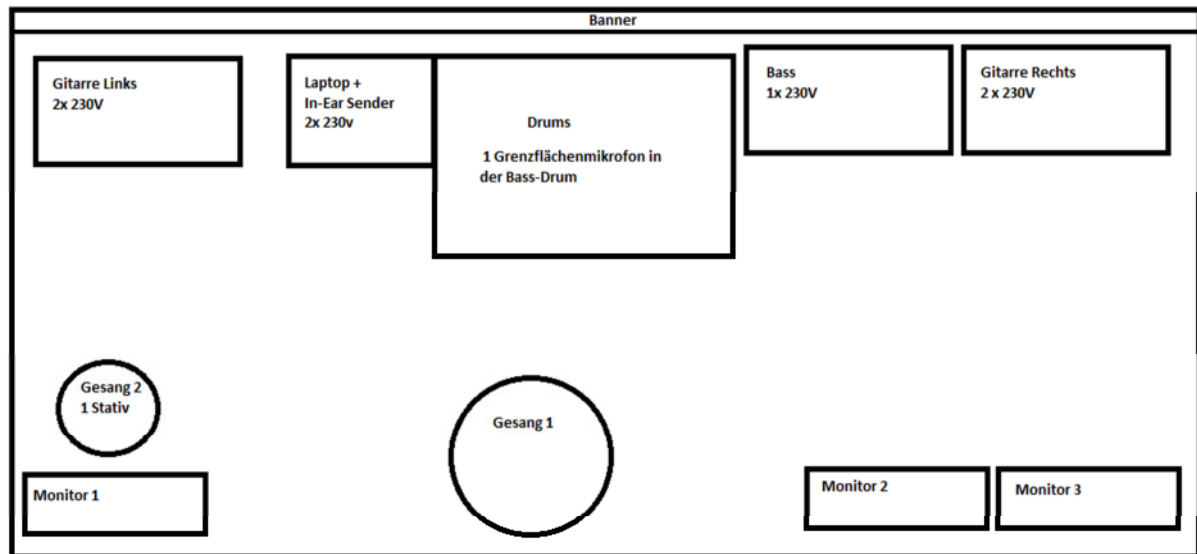 Banner
Gitarre Links
2x 230V
Laptop +
In-Ear Sender
2x 230v
Drums
1 Grenzflächenmikrofon in
der Bass-Drum
Bass
1x 230V
Gitarre Rechts
2 x 230V
Gesang 2
1 Stativ
Gesang 1
Monitor 1
Monitor 2
Monitor 3